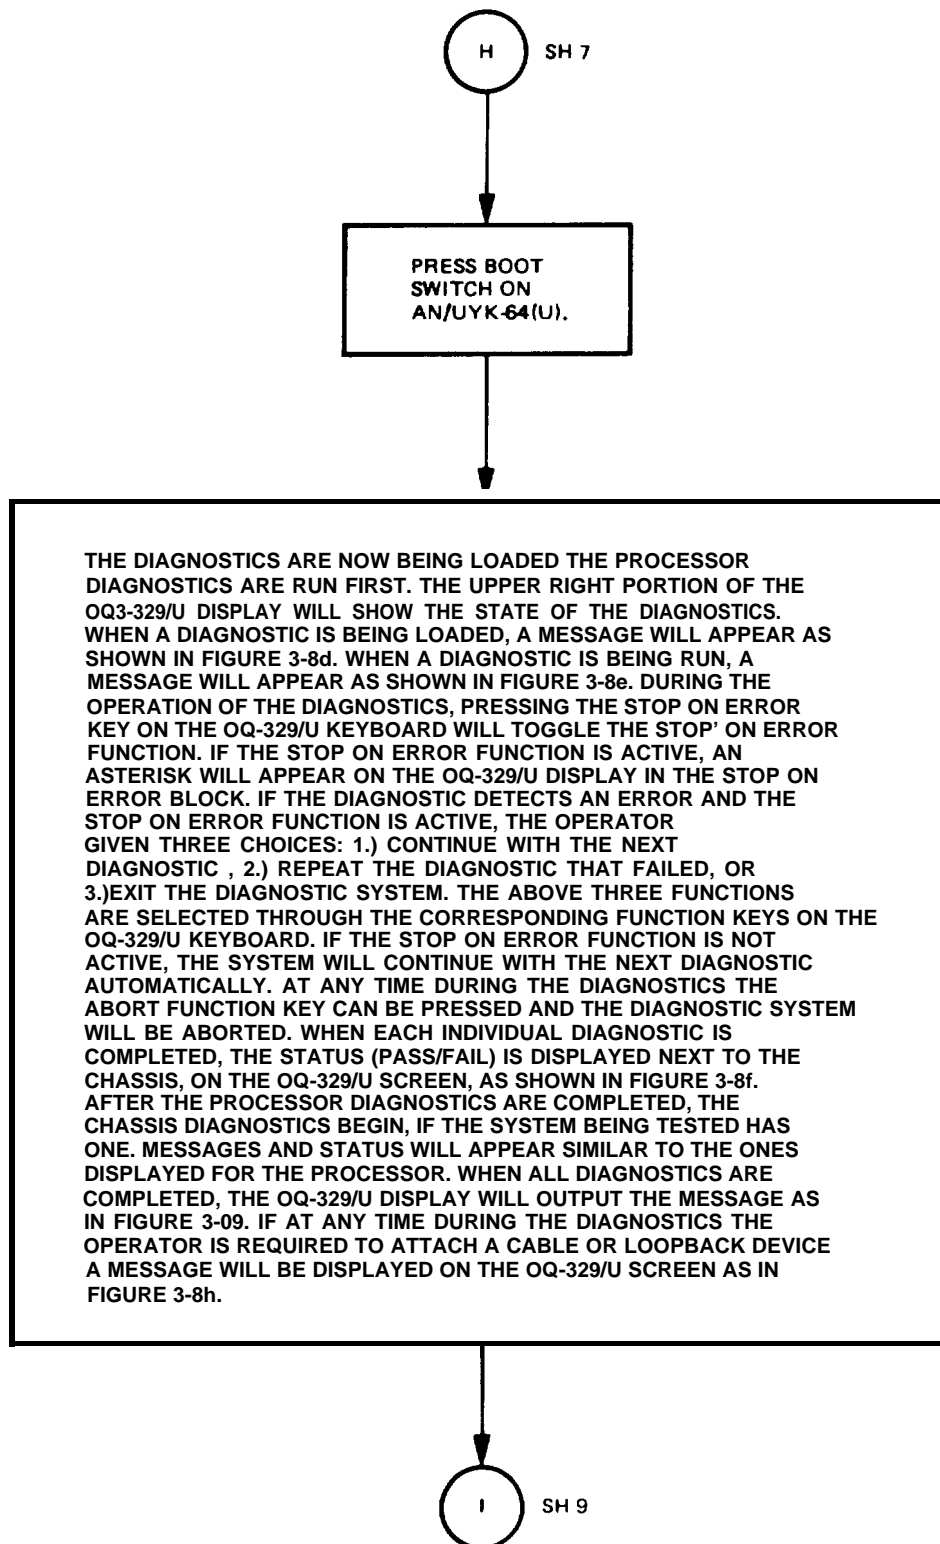 H SH 7
PRESS BOOT
SWITCH ON
AN/UYK-64(U).
THE DIAGNOSTICS ARE NOW BEING LOADED THE PROCESSOR
DIAGNOSTICS ARE RUN FIRST. THE UPPER RIGHT PORTION OF THE
OQ3-329/U DISPLAY WILL SHOW THE STATE OF THE DIAGNOSTICS.
WHEN A DIAGNOSTIC IS BEING LOADED, A MESSAGE WILL APPEAR AS
SHOWN IN FIGURE 3-8d. WHEN A DIAGNOSTIC IS BEING RUN, A
MESSAGE WILL APPEAR AS SHOWN IN FIGURE 3-8e. DURING THE
OPERATION OF THE DIAGNOSTICS, PRESSING THE STOP ON ERROR
KEY ON THE OQ-329/U KEYBOARD WILL TOGGLE THE STOP' ON ERROR
FUNCTION. IF THE STOP ON ERROR FUNCTION IS ACTIVE, AN
ASTERISK WILL APPEAR ON THE OQ-329/U DISPLAY IN THE STOP ON
ERROR BLOCK. IF THE DIAGNOSTIC DETECTS AN ERROR AND THE
STOP ON ERROR FUNCTION IS ACTIVE, THE OPERATOR
GIVEN THREE CHOICES: 1.) CONTINUE WITH THE NEXT
DIAGNOSTIC , 2.) REPEAT THE DIAGNOSTIC THAT FAILED, OR
3.)EXIT THE DIAGNOSTIC SYSTEM. THE ABOVE THREE FUNCTIONS
ARE SELECTED THROUGH THE CORRESPONDING FUNCTION KEYS ON THE
OQ-329/U KEYBOARD. IF THE STOP ON ERROR FUNCTION IS NOT
ACTIVE, THE SYSTEM WILL CONTINUE WITH THE NEXT DIAGNOSTIC
AUTOMATICALLY. AT ANY TIME DURING THE DIAGNOSTICS THE
ABORT FUNCTION KEY CAN BE PRESSED AND THE DIAGNOSTIC SYSTEM
WILL BE ABORTED. WHEN EACH INDIVIDUAL DIAGNOSTIC IS
COMPLETED, THE STATUS (PASS/FAIL) IS DISPLAYED NEXT TO THE
CHASSIS, ON THE OQ-329/U SCREEN, AS SHOWN IN FIGURE 3-8f.
AFTER THE PROCESSOR DIAGNOSTICS ARE COMPLETED, THE
CHASSIS DIAGNOSTICS BEGIN, IF THE SYSTEM BEING TESTED HAS
ONE. MESSAGES AND STATUS WILL APPEAR SIMILAR TO THE ONES
DISPLAYED FOR THE PROCESSOR. WHEN ALL DIAGNOSTICS ARE
COMPLETED, THE OQ-329/U DISPLAY WILL OUTPUT THE MESSAGE AS
IN FIGURE 3-09. IF AT ANY TIME DURING THE DIAGNOSTICS THE
OPERATOR IS REQUIRED TO ATTACH A CABLE OR LOOPBACK DEVICE
A MESSAGE WILL BE DISPLAYED ON THE OQ-329/U SCREEN AS IN
FIGURE 3-8h.
I SH 9